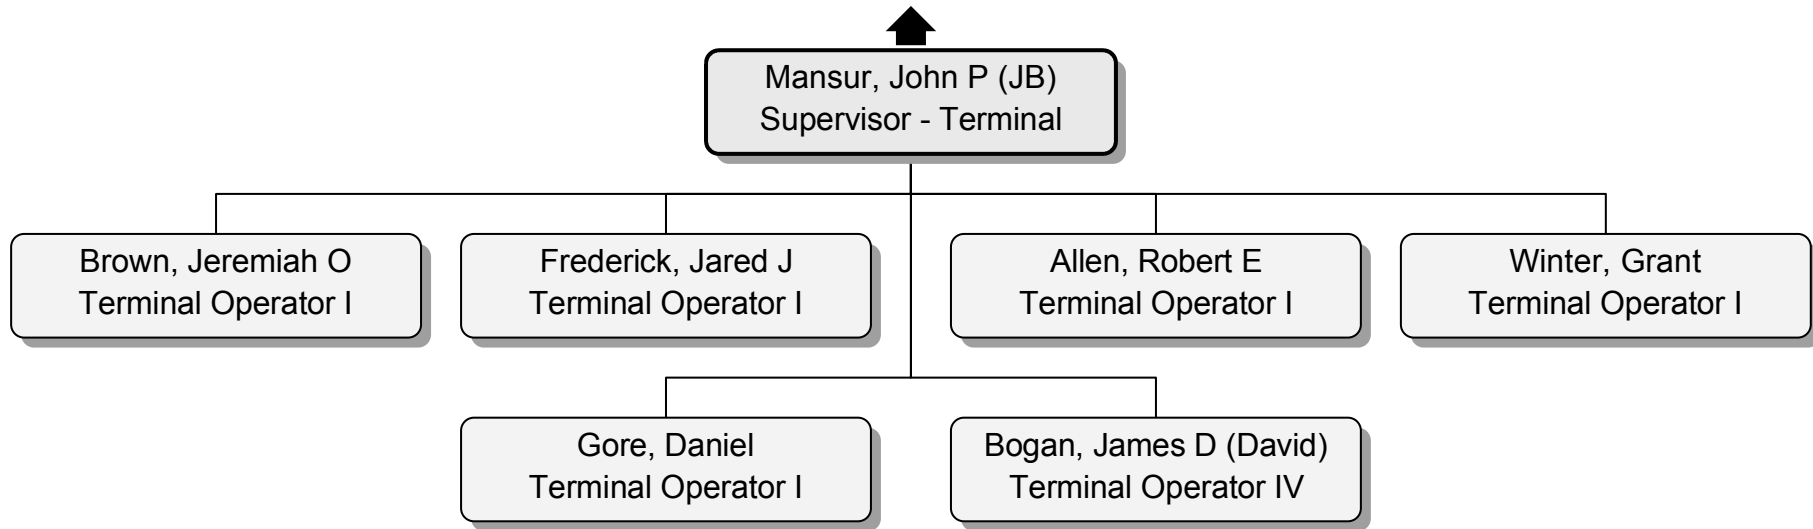 Mansur, John P (JB)
Supervisor - Terminal
Brown, Jeremiah O
Terminal Operator I
Frederick, Jared J
Terminal Operator I
Allen, Robert E
Terminal Operator I
Winter, Grant
Terminal Operator I
Gore, Daniel
Terminal Operator I
Bogan, James D (David)
Terminal Operator IV